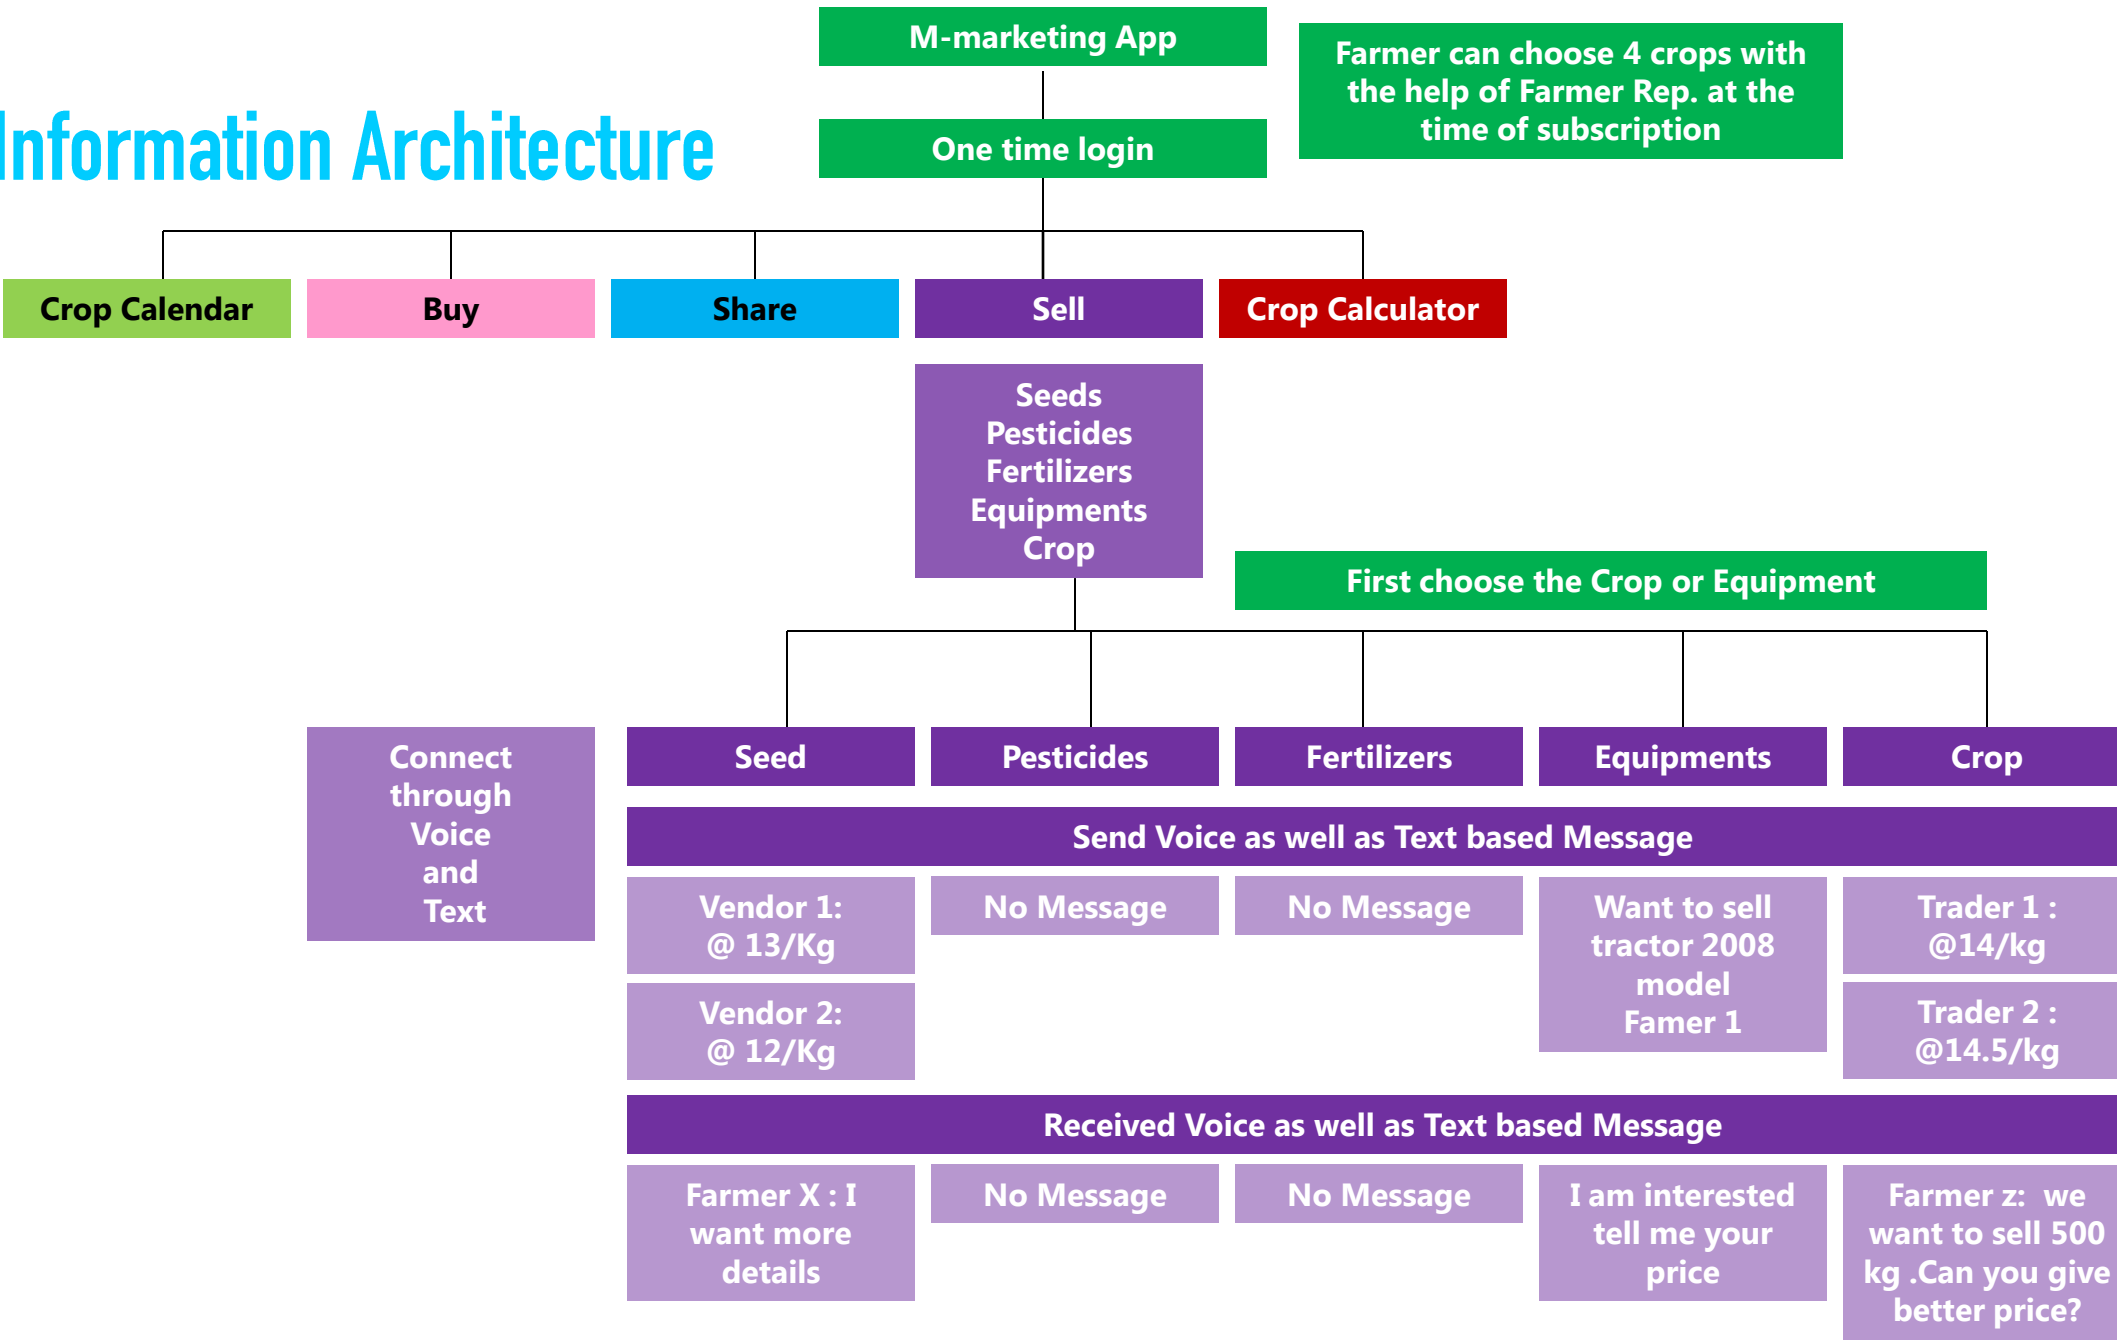 M-marketing App
Farmer can choose 4 crops with
the help of Farmer Rep. at the
time of subscription
Information Architecture
One time login
Crop Calendar
Buy
Share
Sell
Crop Calculator
Seeds
Pesticides
Fertilizers
Equipments
Crop
First choose the Crop or Equipment
Connect
through
Voice
and
Text
Seed
Pesticides
Fertilizers
Equipments
Crop
Send Voice as well as Text based Message
Vendor 1:
@ 13/Kg
Vendor 2:
@ 12/Kg
No Message
No Message
Want to sell
tractor 2008
model
Famer 1
Trader 1 :
@14/kg
Trader 2 :
@14.5/kg
Received Voice as well as Text based Message
Farmer X : I
want more
details
No Message
No Message
I am interested
tell me your
price
Farmer z:  we
want to sell 500
kg .Can you give
better price?